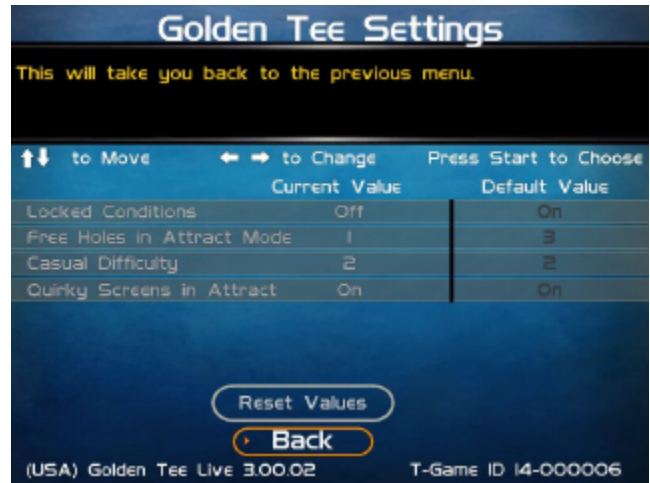 Golden Tee Settings
This will take you back to the previous menu.
⬆⬇ to Move ⬅ ➡ to Change Press Start to Choose
Current Value Default Value
Locked Conditions Off On
Free Holes in Attract Mode 1 3
Casual Difficulty 2 2
Quirky Screens in Attract On On
Reset Values
Back
(USA) Golden Tee Live 3.00.02 T-Game ID 14-000006